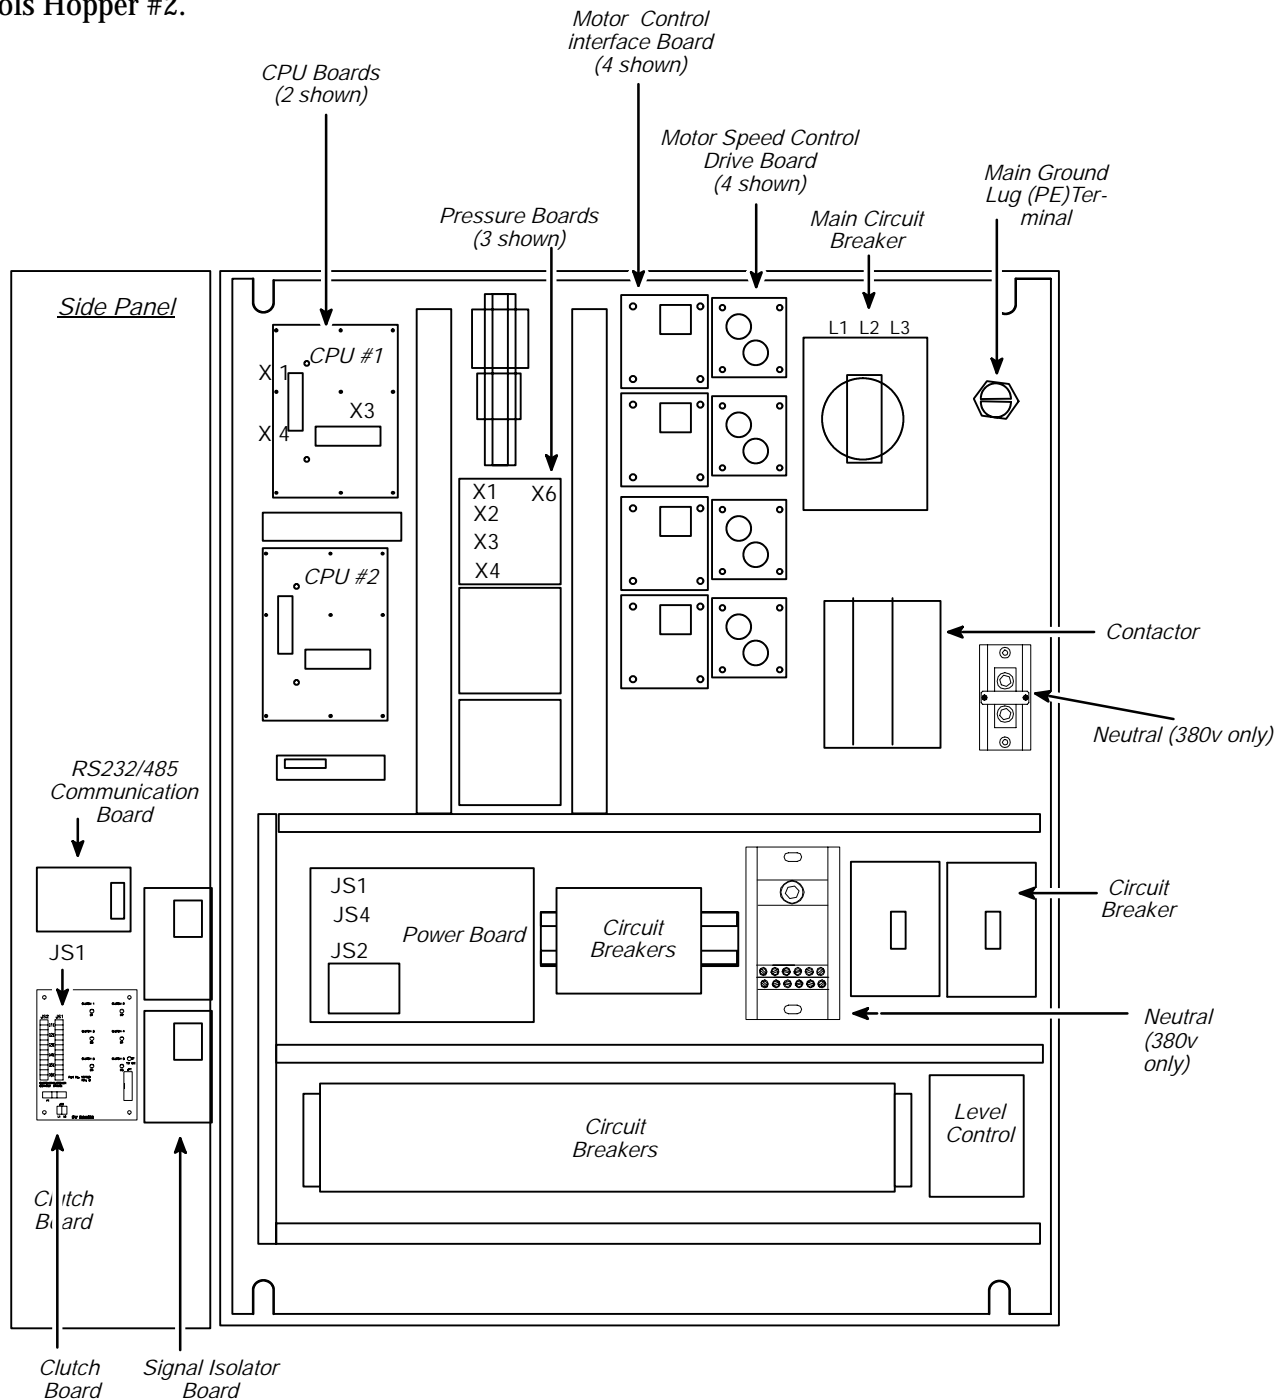 ols Hopper #2.
Motor Control
interface Board
(4 shown)
CPU Boards
(2 shown)
Motor Speed Control
Drive Board
(4 shown)
Main Ground
Lug (PE)Ter-
minal
Pressure Boards
(3 shown)
Main Circuit
Breaker
Side Panel
L1 L2 L3
CPU #1
X 1
X3
X 4
X1 X6
X2
X3
X4
CPU #2
Contactor
Neutral (380v only)
RS232/485
Communication
Board
JS1
JS4
JS2
Power Board
Circuit
Breakers
Circuit
Breaker
JS1
Neutral
(380v
only)
Circuit
Breakers
Level
Control
Clutch
Board
Clutch
Board
Signal Isolator
Board